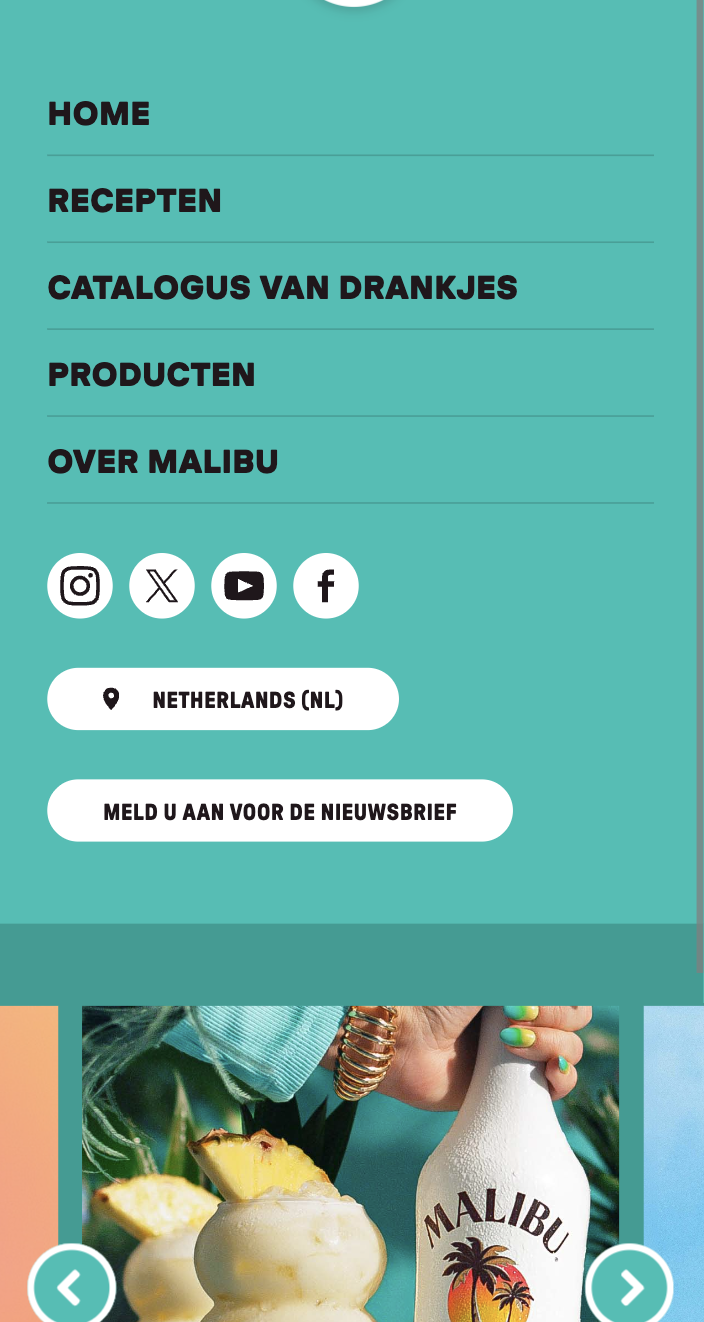 HOME
RECEPTEN
CATALOGUS VAN DRANKJES
PRODUCTEN
OVER MALIBU
NETHERLANDS (NL)
MELD U AAN VOOR DE NIEUWSBRIEF
MALIBU